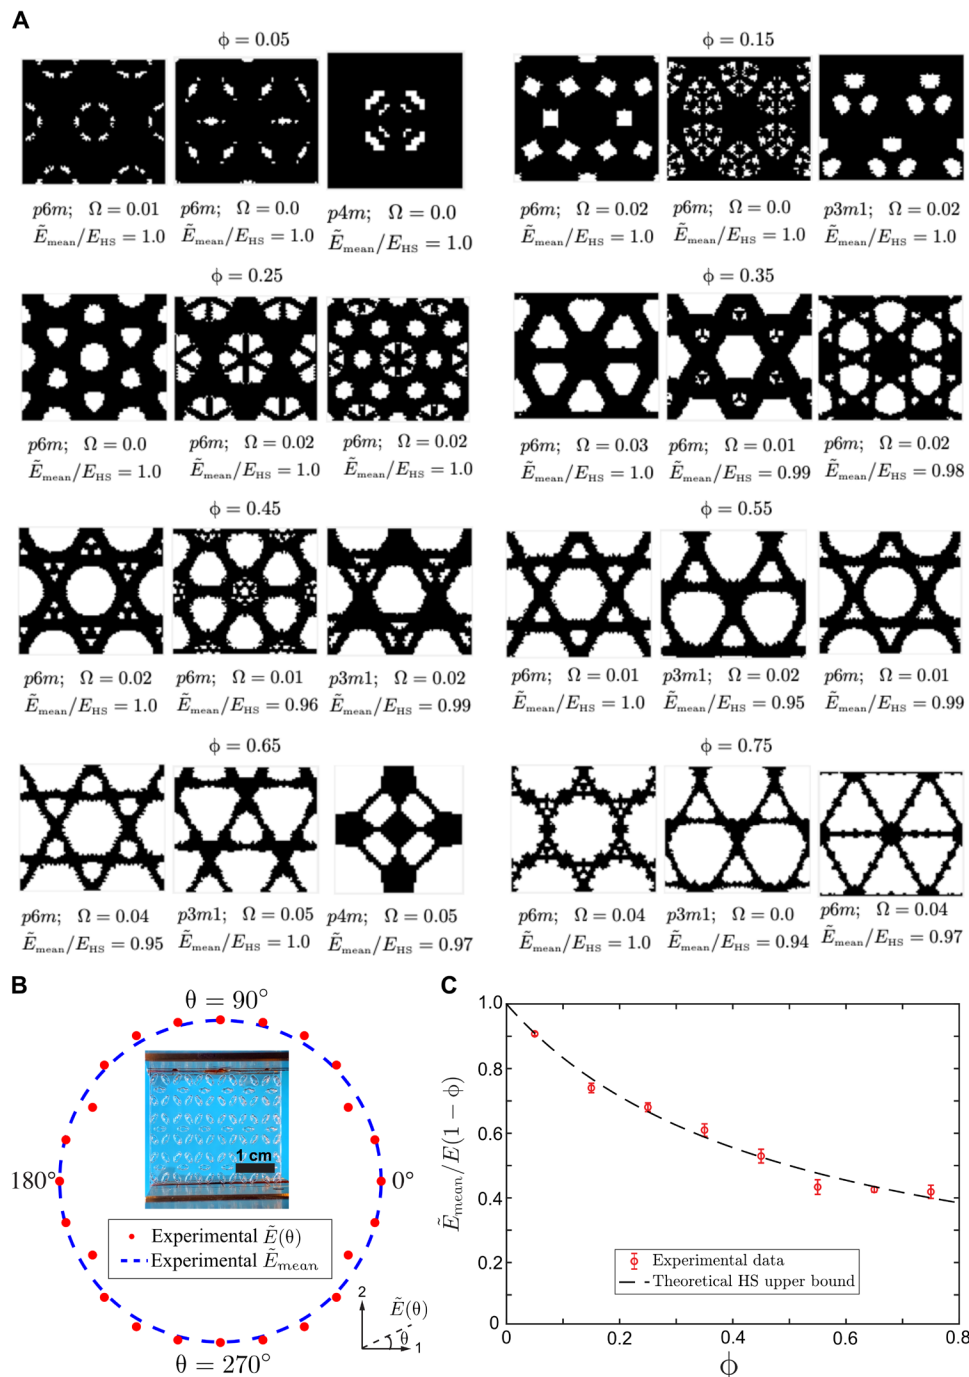 A
ϕ = 0.05
ϕ = 0.15
p6m; Ω = 0.01
Ẽmean/EHS = 1.0
p6m; Ω = 0.0
Ẽmean/EHS = 1.0
p4m; Ω = 0.0
Ẽmean/EHS = 1.0
p6m; Ω = 0.02
Ẽmean/EHS = 1.0
p6m; Ω = 0.0
Ẽmean/EHS = 1.0
p3m1; Ω = 0.02
Ẽmean/EHS = 1.0
ϕ = 0.25
ϕ = 0.35
p6m; Ω = 0.0
Ẽmean/EHS = 1.0
p6m; Ω = 0.02
Ẽmean/EHS = 1.0
p6m; Ω = 0.02
Ẽmean/EHS = 1.0
p6m; Ω = 0.03
Ẽmean/EHS = 1.0
p6m; Ω = 0.01
Ẽmean/EHS = 0.99
p6m; Ω = 0.02
Ẽmean/EHS = 0.98
ϕ = 0.45
ϕ = 0.55
p6m; Ω = 0.02
Ẽmean/EHS = 1.0
p6m; Ω = 0.01
Ẽmean/EHS = 0.96
p3m1; Ω = 0.02
Ẽmean/EHS = 0.99
p6m; Ω = 0.01
Ẽmean/EHS = 1.0
p3m1; Ω = 0.02
Ẽmean/EHS = 0.95
p6m; Ω = 0.01
Ẽmean/EHS = 0.99
ϕ = 0.65
ϕ = 0.75
p6m; Ω = 0.04
Ẽmean/EHS = 0.95
p3m1; Ω = 0.05
Ẽmean/EHS = 1.0
p4m; Ω = 0.05
Ẽmean/EHS = 0.97
p6m; Ω = 0.04
Ẽmean/EHS = 1.0
p3m1; Ω = 0.0
Ẽmean/EHS = 0.94
p6m; Ω = 0.04
Ẽmean/EHS = 0.97
B
θ = 90°
180°
0°
1 cm
Experimental Ẽ(θ)
Experimental Ẽmean
θ = 270°
2
Ẽ(θ)
θ
1
C
1.0
0.8
0.6
0.4
0.2
0
Ẽmean/E(1 − ϕ)
Experimental data
Theoretical HS upper bound
0
0.2
0.4
0.6
0.8
ϕ